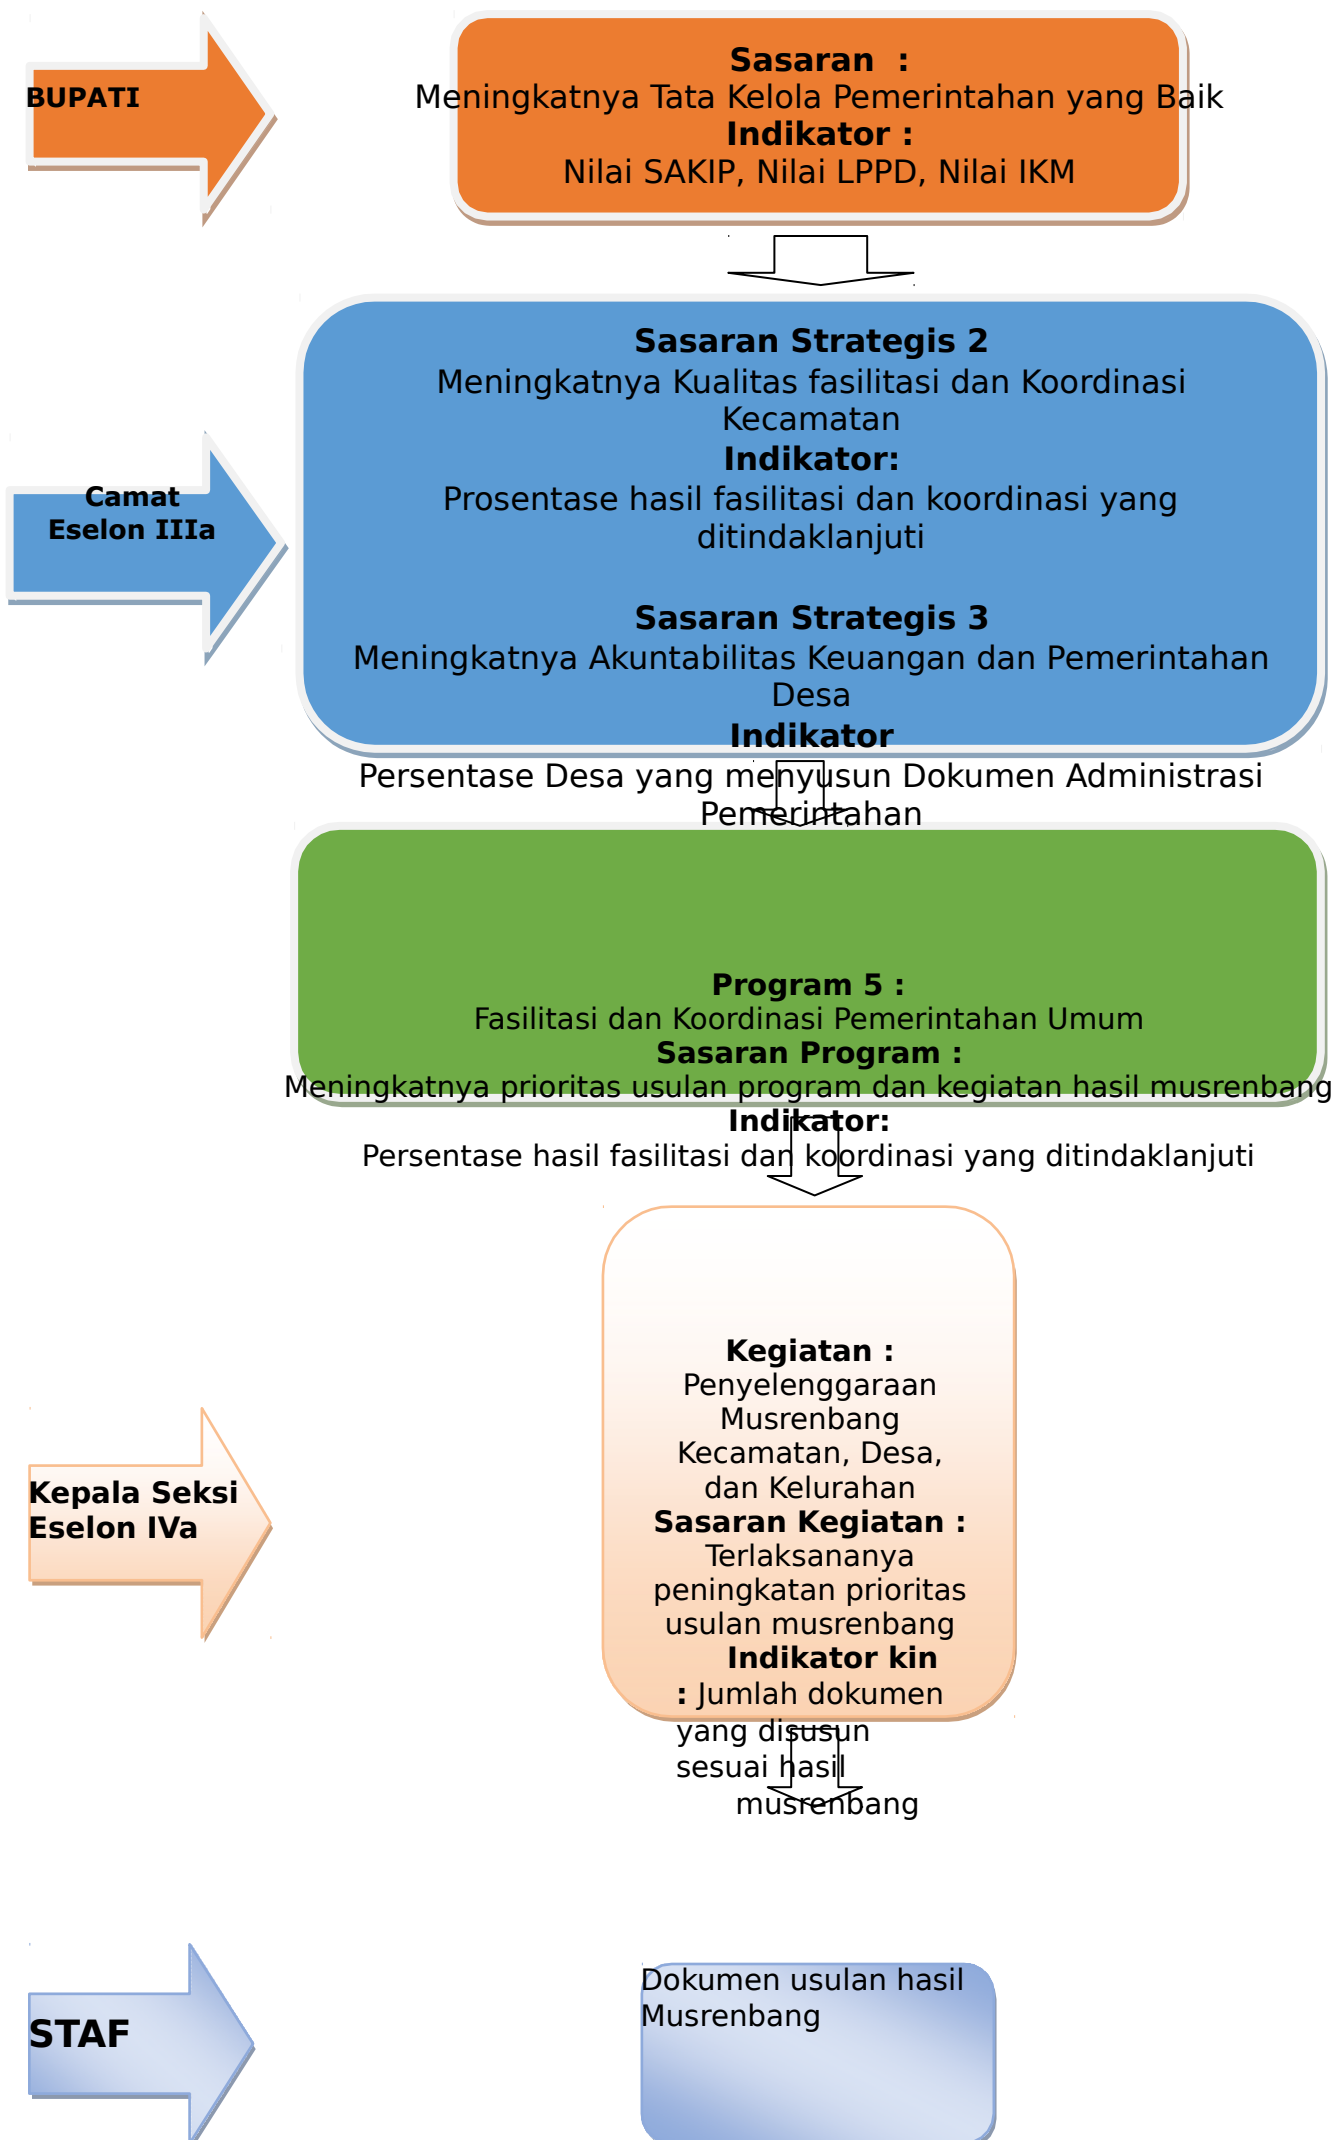 BUPATI
Sasaran :
Meningkatnya Tata Kelola Pemerintahan yang Baik
Indikator :
Nilai SAKIP, Nilai LPPD, Nilai IKM
Camat
Eselon IIIa
Sasaran Strategis 2
Meningkatnya Kualitas fasilitasi dan Koordinasi
Kecamatan
Indikator:
Prosentase hasil fasilitasi dan koordinasi yang
ditindaklanjuti
Sasaran Strategis 3
Meningkatnya Akuntabilitas Keuangan dan Pemerintahan
Desa
Indikator
Persentase Desa yang menyusun Dokumen Administrasi
Pemerintahan
Program 5 :
Fasilitasi dan Koordinasi Pemerintahan Umum
Sasaran Program :
Meningkatnya prioritas usulan program dan kegiatan hasil musrenbang
Indikator:
Persentase hasil fasilitasi dan koordinasi yang ditindaklanjuti
Kepala Seksi
Eselon IVa
Kegiatan :
Penyelenggaraan
Musrenbang
Kecamatan, Desa,
dan Kelurahan
Sasaran Kegiatan :
Terlaksananya
peningkatan prioritas
usulan musrenbang
Indikator kin
: Jumlah dokumen
yang disusun
sesuai hasil
musrenbang
STAF
Dokumen usulan hasil
Musrenbang